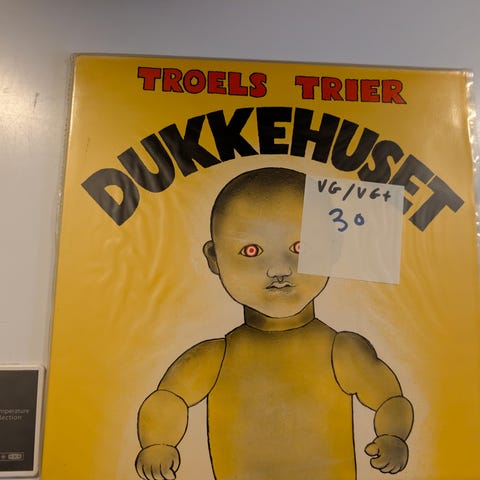 TROELS TRIER
DUKKEHUSET
VG/VG+
30